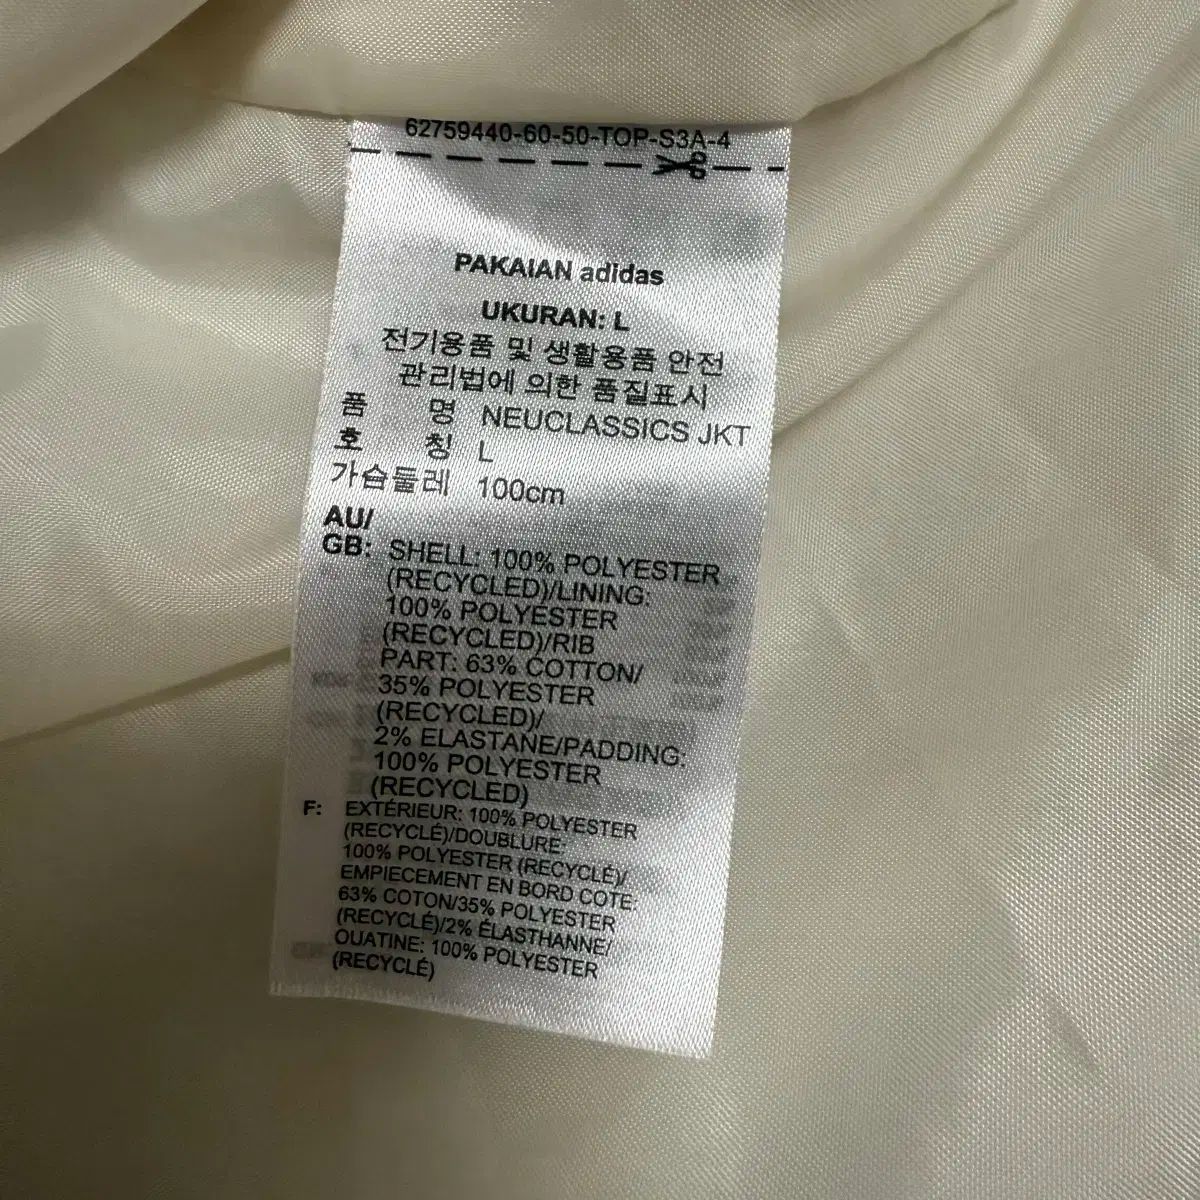 62759440-60-50-TOP-S3A-4
PAKAIAN adidas
UKURAN: L
전기용품 및 생활용품 안전
관리법에 의한 품질표시
품 명 NEUCLASSICS JKT
호 칭 L
가슴둘레 100cm
AU/
GB: SHELL: 100% POLYESTER
(RECYCLED)/LINING:
100% POLYESTER
(RECYCLED)/RIB
PART: 63% COTTON/
35% POLYESTER
(RECYCLED)/
2% ELASTANE/PADDING:
100% POLYESTER
(RECYCLED)
F: EXTÉRIEUR: 100% POLYESTER
(RECYCLÉ)/DOUBLURE:
100% POLYESTER (RECYCLÉ)/
EMPIECEMENT EN BORD COTE:
63% COTON/35% POLYESTER
(RECYCLÉ)/2% ÉLASTHANNE/
OUATINE: 100% POLYESTER
(RECYCLÉ)